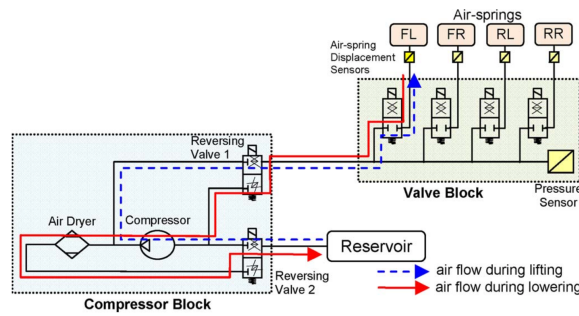 Air-springs
FL FR RL RR
Air-spring
Displacement
Sensors
Reversing
Valve 1
Valve Block
Pressure
Sensor
Air Dryer
Compressor
Reservoir
Reversing
Valve 2
Compressor Block
air flow during lifting
air flow during lowering